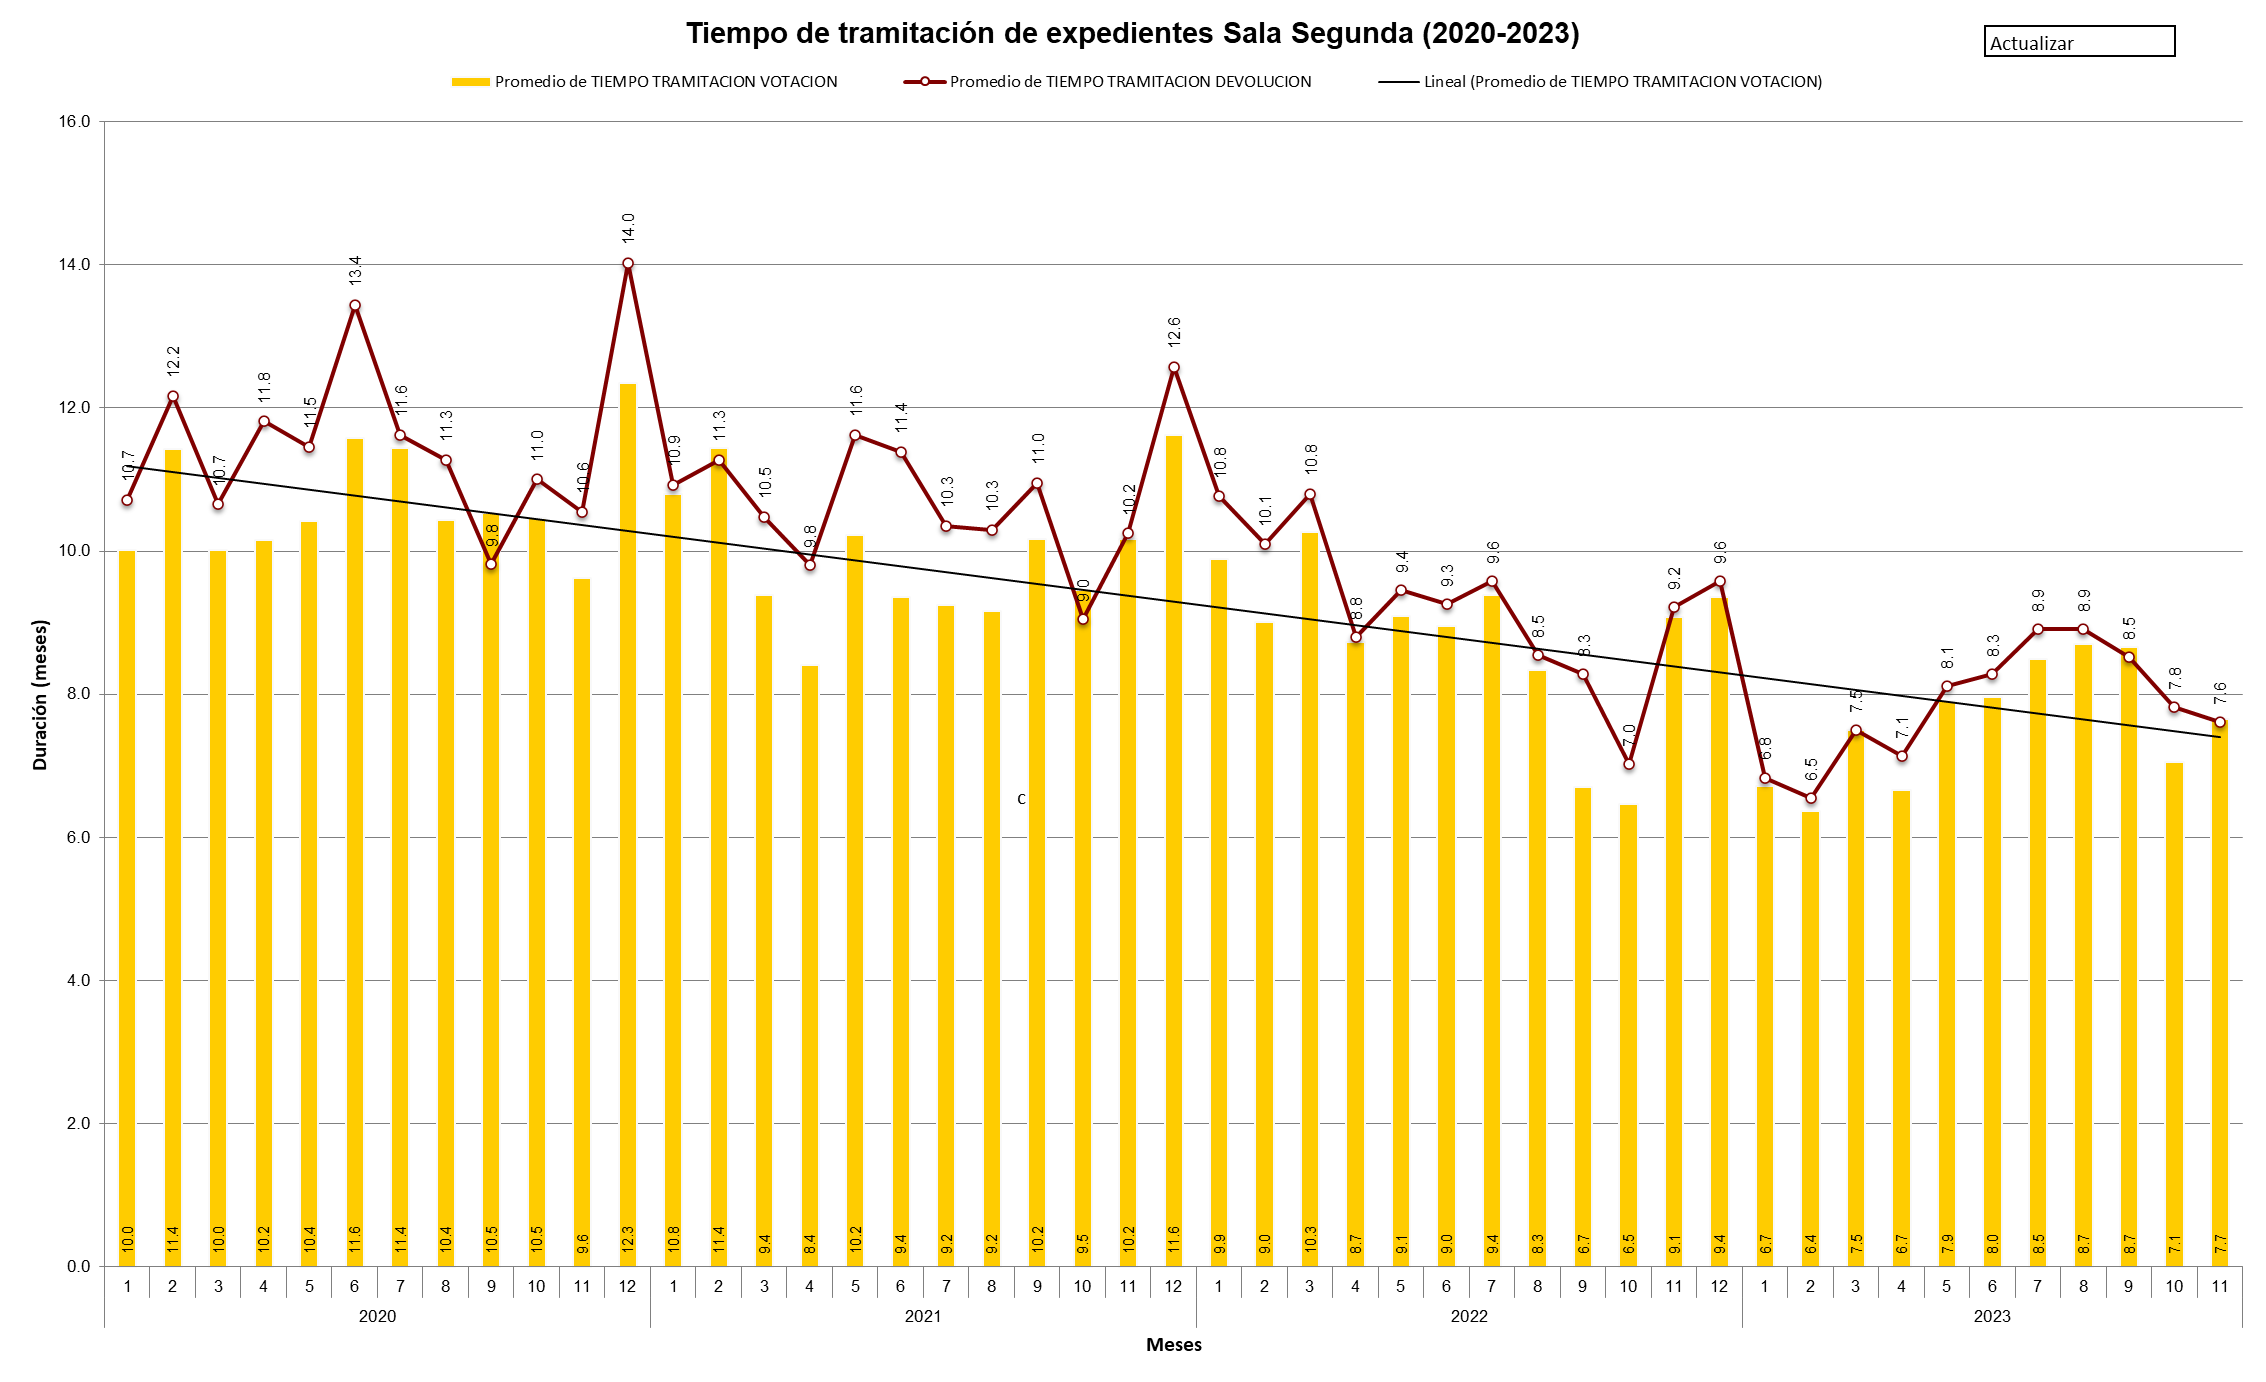 Tiempo de tramitación de expedientes Sala Segunda (2020-2023)
Actualizar
Promedio de TIEMPO TRAMITACION VOTACION
Promedio de TIEMPO TRAMITACION DEVOLUCION
Lineal (Promedio de TIEMPO TRAMITACION VOTACION)
16.0
14.0
12.0
10.0
8.0
6.0
4.0
2.0
0.0
Duración (meses)
10.7 12.2 10.7 11.8 11.5 13.4 11.6 11.3 9.8 11.0 10.6 14.0 10.9 11.3 10.5 9.8 11.6 11.4 10.3 10.3 11.0 9.0 10.2 12.6 10.8 10.1 10.8 8.8 9.4 9.3 9.6 8.5 8.3 7.0 9.2 9.6 6.8 6.5 7.5 7.1 8.1 8.3 8.9 8.9 8.5 7.8 7.6
c
10.0 11.4 10.0 10.2 10.4 11.6 11.4 10.4 10.5 10.5 9.6 12.3 10.8 11.4 9.4 8.4 10.2 9.4 9.2 9.2 10.2 9.5 10.2 11.6 9.9 9.0 10.3 8.7 9.1 9.0 9.4 8.3 6.7 6.5 9.1 9.4 6.7 6.4 7.5 6.7 7.9 8.0 8.5 8.7 8.7 7.1 7.7
1 2 3 4 5 6 7 8 9 10 11 12 1 2 3 4 5 6 7 8 9 10 11 12 1 2 3 4 5 6 7 8 9 10 11 12 1 2 3 4 5 6 7 8 9 10 11
2020 2021 2022 2023
Meses